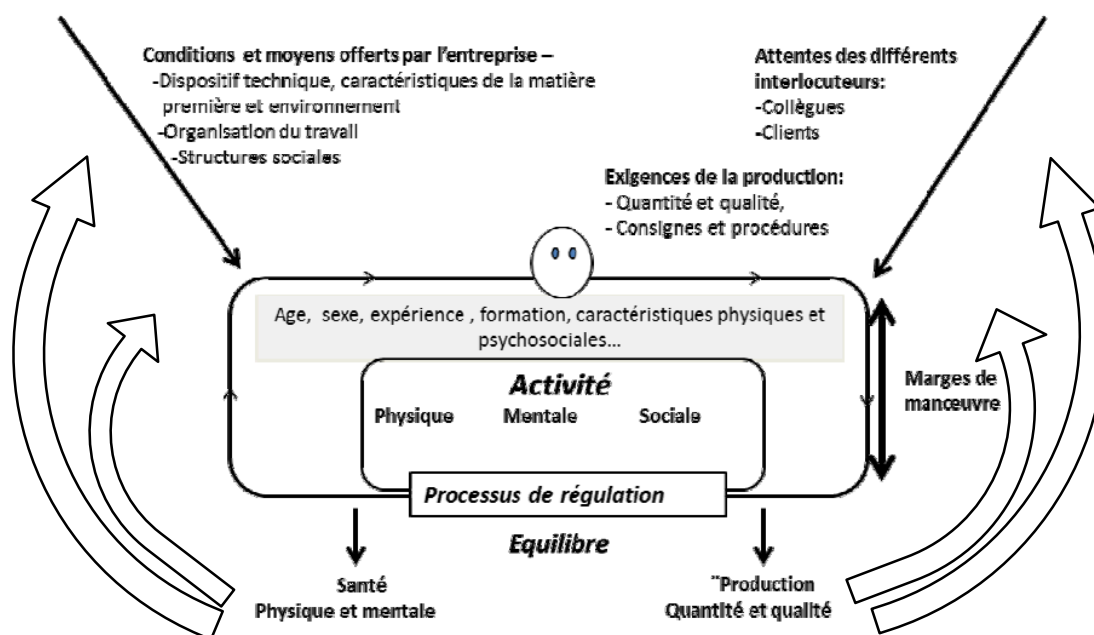 Conditions et moyens offerts par l’entreprise –
-Dispositif technique, caractéristiques de la matière
première et environnement
-Organisation du travail
-Structures sociales
Attentes des différents
interlocuteurs:
-Collègues
-Clients
Exigences de la production:
- Quantité et qualité,
- Consignes et procédures
Age, sexe, expérience , formation, caractéristiques physiques et
psychosociales...
Activité
Physique Mentale Sociale
Marges de
manœuvre
Processus de régulation
Equilibre
Santé
Physique et mentale
¨Production
Quantité et qualité